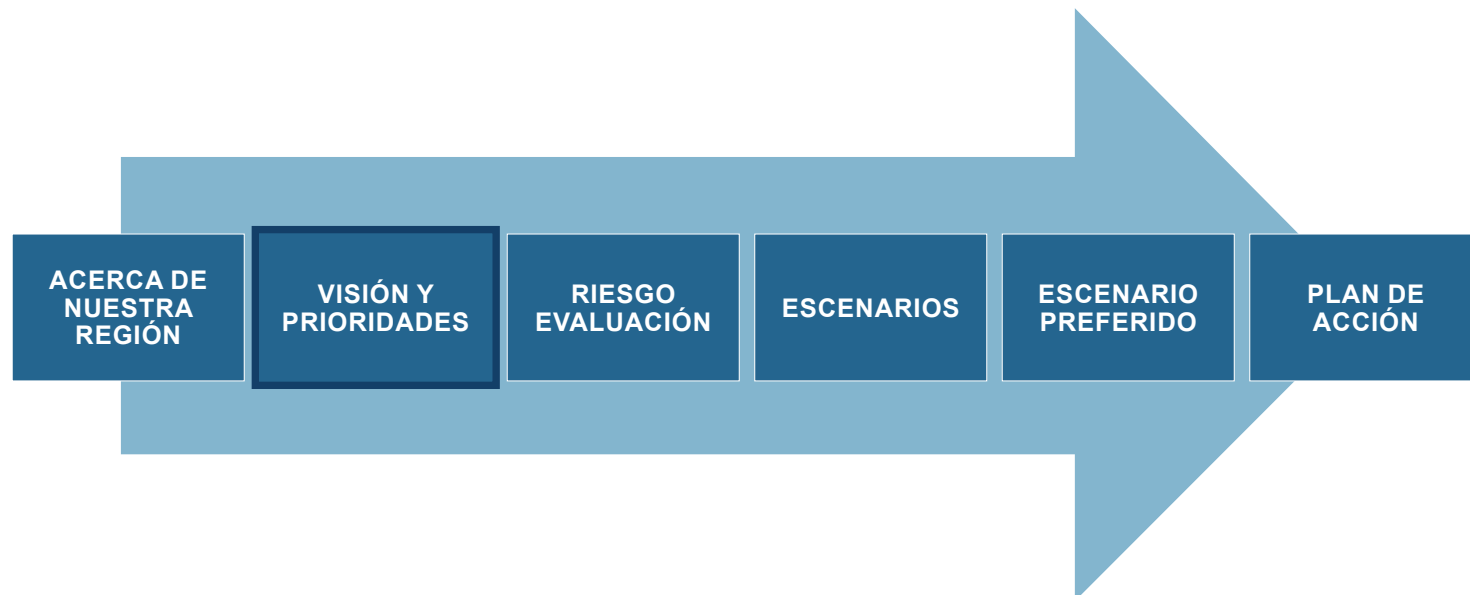 ACERCA DE
NUESTRA
REGIÓN
VISIÓN Y
PRIORIDADES
RIESGO
EVALUACIÓN
ESCENARIOS
ESCENARIO
PREFERIDO
PLAN DE
ACCIÓN